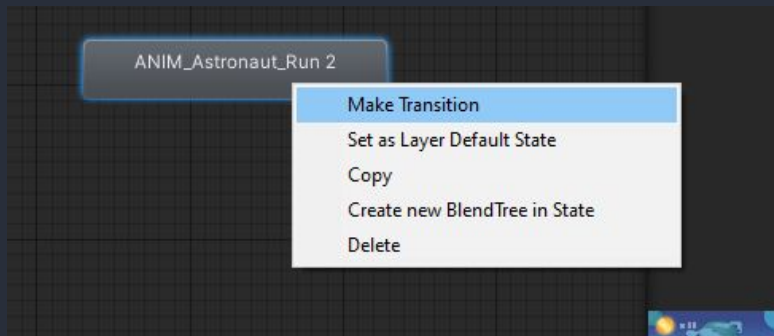 ANIM_Astronaut_Run 2
Make Transition
Set as Layer Default State
Copy
Create new BlendTree in State
Delete